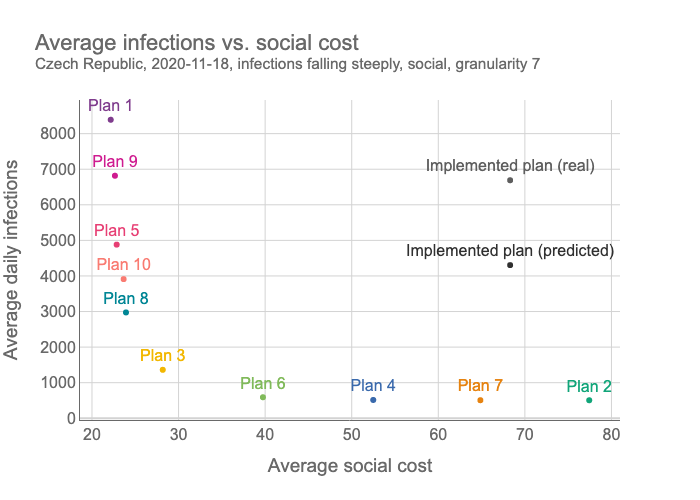 Average infections vs. social cost
Czech Republic, 2020-11-18, infections falling steeply, social, granularity 7
Plan 1
8000
Plan 9
Implemented plan (real)
7000
6000
Plan 5
5000
Implemented plan (predicted)
Plan 10
4000
Plan 8
3000
2000
Plan 3
1000
Plan 6
Plan 4
Plan 7
Plan 2
0
20
30
40
50
60
70
80
Average daily infections
Average social cost